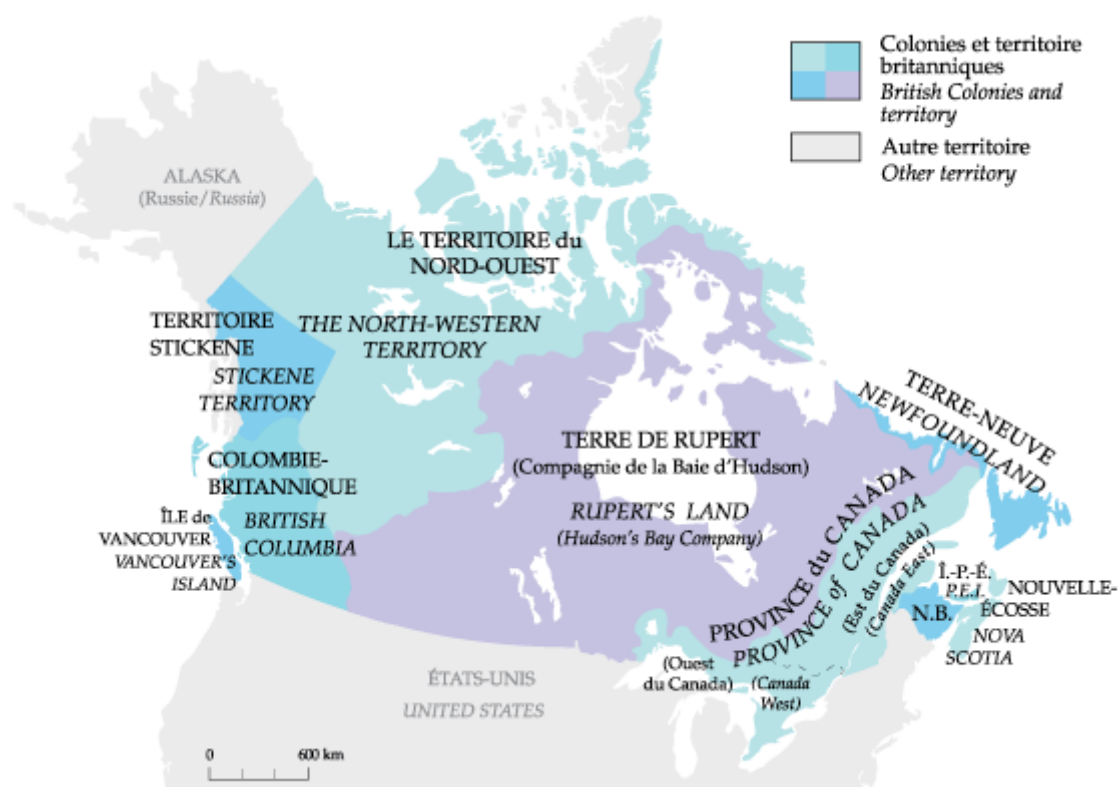 Colonies et territoire
britanniques
British Colonies and
territory
Autre territoire
Other territory
ALASKA
(Russie/Russia)
LE TERRITOIRE du
NORD-OUEST
THE NORTH-WESTERN
TERRITORY
TERRITOIRE
STICKENE
STICKENE
TERRITORY
TERRE-NEUVE
NEWFOUNDLAND
COLOMBIE-
BRITANNIQUE
BRITISH
COLUMBIA
ÎLE de
VANCOUVER
VANCOUVER'S
ISLAND
TERRE DE RUPERT
(Compagnie de la Baie d'Hudson)
RUPERT'S LAND
(Hudson's Bay Company)
PROVINCE du CANADA
PROVINCE of CANADA
(Est du Canada)
(Canada East)
Î.-P.-É.
P.E.I.
NOUVELLE-
ÉCOSSE
NOVA
SCOTIA
N.B.
(Ouest
du Canada)
(Canada
West)
ÉTATS-UNIS
UNITED STATES
0 600 km